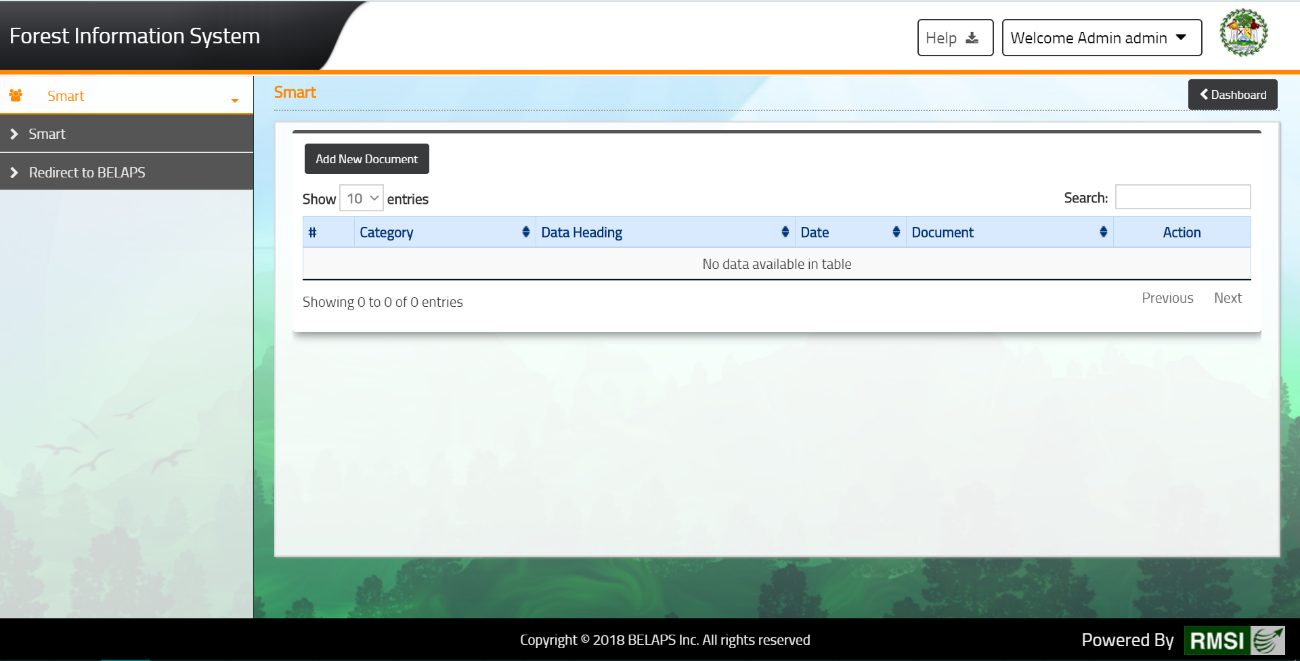 Forest Information System
Help
Welcome Admin admin
Smart
Smart
Redirect to BELAPS
Smart
Dashboard
Add New Document
Show 10 entries
Search:
# Category Data Heading Date Document Action
No data available in table
Showing 0 to 0 of 0 entries
Previous Next
Copyright © 2018 BELAPS Inc. All rights reserved
Powered By RMSI